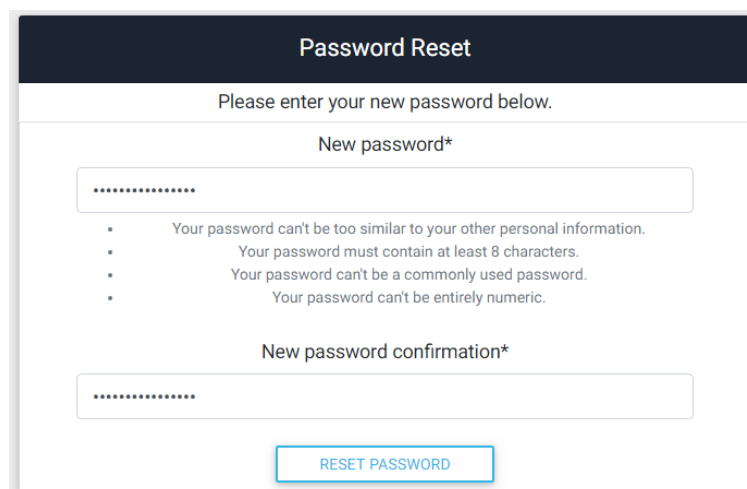 Password Reset
Please enter your new password below.
New password*
••••••••••••••••
• Your password can't be too similar to your other personal information.
• Your password must contain at least 8 characters.
• Your password can't be a commonly used password.
• Your password can't be entirely numeric.
New password confirmation*
••••••••••••••••
RESET PASSWORD